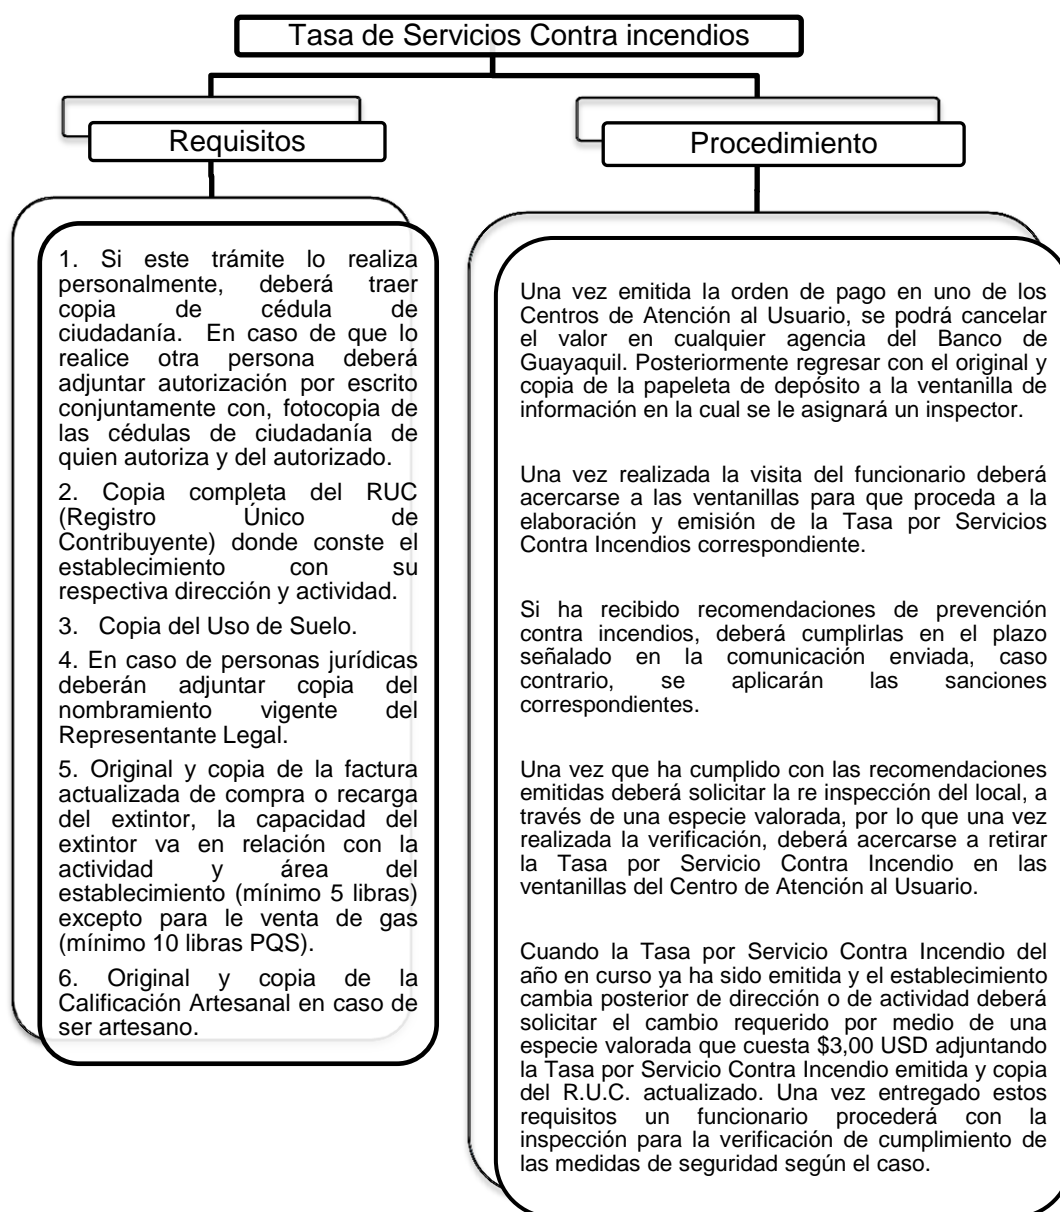 Tasa de Servicios Contra incendios
Requisitos
1. Si este trámite lo realiza
personalmente, deberá traer
copia de cédula de
ciudadanía. En caso de que lo
realice otra persona deberá
adjuntar autorización por escrito
conjuntamente con, fotocopia de
las cédulas de ciudadanía de
quien autoriza y del autorizado.
2. Copia completa del RUC
(Registro Único de
Contribuyente) donde conste el
establecimiento con su
respectiva dirección y actividad.
3. Copia del Uso de Suelo.
4. En caso de personas jurídicas
deberán adjuntar copia del
nombramiento vigente del
Representante Legal.
5. Original y copia de la factura
actualizada de compra o recarga
del extintor, la capacidad del
extintor va en relación con la
actividad y área del
establecimiento (mínimo 5 libras)
excepto para le venta de gas
(mínimo 10 libras PQS).
6. Original y copia de la
Calificación Artesanal en caso de
ser artesano.
Procedimiento
Una vez emitida la orden de pago en uno de los
Centros de Atención al Usuario, se podrá cancelar
el valor en cualquier agencia del Banco de
Guayaquil. Posteriormente regresar con el original y
copia de la papeleta de depósito a la ventanilla de
información en la cual se le asignará un inspector.
Una vez realizada la visita del funcionario deberá
acercarse a las ventanillas para que proceda a la
elaboración y emisión de la Tasa por Servicios
Contra Incendios correspondiente.
Si ha recibido recomendaciones de prevención
contra incendios, deberá cumplirlas en el plazo
señalado en la comunicación enviada, caso
contrario, se aplicarán las sanciones
correspondientes.
Una vez que ha cumplido con las recomendaciones
emitidas deberá solicitar la re inspección del local, a
través de una especie valorada, por lo que una vez
realizada la verificación, deberá acercarse a retirar
la Tasa por Servicio Contra Incendio en las
ventanillas del Centro de Atención al Usuario.
Cuando la Tasa por Servicio Contra Incendio del
año en curso ya ha sido emitida y el establecimiento
cambia posterior de dirección o de actividad deberá
solicitar el cambio requerido por medio de una
especie valorada que cuesta $3,00 USD adjuntando
la Tasa por Servicio Contra Incendio emitida y copia
del R.U.C. actualizado. Una vez entregado estos
requisitos un funcionario procederá con la
inspección para la verificación de cumplimiento de
las medidas de seguridad según el caso.